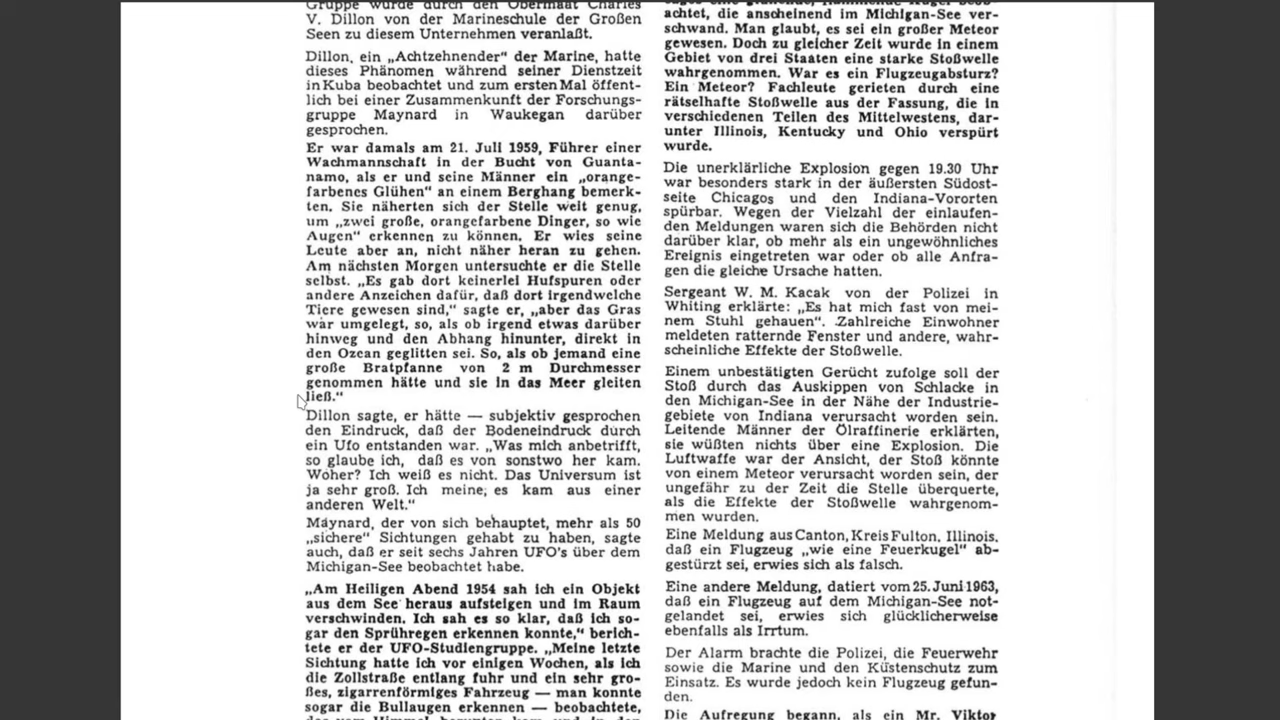 Gruppe wurde durch den Obermaat Charles
V. Dillon von der Marineschule der Großen
Seen zu diesem Unternehmen veranlaßt.
Dillon, ein „Achtzehnender“ der Marine, hatte
dieses Phänomen während seiner Dienstzeit
in Kuba beobachtet und zum ersten Mal öffent-
lich bei einer Zusammenkunft der Forschungs-
gruppe Maynard in Waukegan darüber
gesprochen.
Er war damals am 21. Juli 1959, Führer einer
Wachmannschaft in der Bucht von Guanta-
namo, als er und seine Männer ein „orange-
farbenes Glühen“ an einem Berghang bemerk-
ten. Sie näherten sich der Stelle weit genug,
um „zwei große, orangefarbene Dinger, so wie
Augen“ erkennen zu können. Er wies seine
Leute aber an, nicht näher heran zu gehen.
Am nächsten Morgen untersuchte er die Stelle
selbst. „Es gab dort keinerlei Hufspuren oder
andere Anzeichen dafür, daß dort irgendwelche
Tiere gewesen sind,“ sagte er, „aber das Gras
war umgelegt, so, als ob irgend etwas darüber
hinweg und den Abhang hinunter, direkt in
den Ozean geglitten sei. So, als ob jemand eine
große Bratpfanne von 2 m Durchmesser
genommen hätte und sie in das Meer gleiten
ließ.“
Dillon sagte, er hätte — subjektiv gesprochen
den Eindruck, daß der Bodeneindruck durch
ein Ufo entstanden war. „Was mich anbetrifft,
so glaube ich, daß es von sonstwo her kam.
Woher? Ich weiß es nicht. Das Universum ist
ja sehr groß. Ich meine, es kam aus einer
anderen Welt.“
Maynard, der von sich behauptet, mehr als 50
„sichere“ Sichtungen gehabt zu haben, sagte
auch, daß er seit sechs Jahren UFO's über dem
Michigan-See beobachtet habe.
„Am Heiligen Abend 1954 sah ich ein Objekt
aus dem See heraus aufsteigen und im Raum
verschwinden. Ich sah es so klar, daß ich so-
gar den Sprühregen erkennen konnte,“ berich-
tete er der UFO-Studiengruppe. „Meine letzte
Sichtung hatte ich vor einigen Wochen, als ich
die Zollstraße entlang fuhr und ein sehr gro-
ßes, zigarrenförmiges Fahrzeug — man konnte
sogar die Bullaugen erkennen — beobachtete,
achtet, die anscheinend im Michigan-See ver-
schwand. Man glaubt, es sei ein großer Meteor
gewesen. Doch zu gleicher Zeit wurde in einem
Gebiet von drei Staaten eine starke Stoßwelle
wahrgenommen. War es ein Flugzeugabsturz?
Ein Meteor? Fachleute gerieten durch eine
rätselhafte Stoßwelle aus der Fassung, die in
verschiedenen Teilen des Mittelwestens, dar-
unter Illinois, Kentucky und Ohio verspürt
wurde.
Die unerklärliche Explosion gegen 19.30 Uhr
war besonders stark in der äußersten Südost-
seite Chicagos und den Indiana-Vororten
spürbar. Wegen der Vielzahl der einlaufen-
den Meldungen waren sich die Behörden nicht
darüber klar, ob mehr als ein ungewöhnliches
Ereignis eingetreten war oder ob alle Anfra-
gen die gleiche Ursache hatten.
Sergeant W. M. Kacak von der Polizei in
Whiting erklärte: „Es hat mich fast von mei-
nem Stuhl gehauen“. Zahlreiche Einwohner
meldeten ratternde Fenster und andere, wahr-
scheinliche Effekte der Stoßwelle.
Einem unbestätigten Gerücht zufolge soll der
Stoß durch das Auskippen von Schlacke in
den Michigan-See in der Nähe der Industrie-
gebiete von Indiana verursacht worden sein.
Leitende Männer der Ölraffinerie erklärten,
sie wüßten nichts über eine Explosion. Die
Luftwaffe war der Ansicht, der Stoß könnte
von einem Meteor verursacht worden sein, der
ungefähr zu der Zeit die Stelle überquerte,
als die Effekte der Stoßwelle wahrgenom-
men wurden.
Eine Meldung aus Canton, Kreis Fulton, Illinois.
daß ein Flugzeug „wie eine Feuerkugel“ ab-
gestürzt sei, erwies sich als falsch.
Eine andere Meldung, datiert vom 25. Juni 1963,
daß ein Flugzeug auf dem Michigan-See not-
gelandet sei, erwies sich glücklicherweise
ebenfalls als Irrtum.
Der Alarm brachte die Polizei, die Feuerwehr
sowie die Marine und den Küstenschutz zum
Einsatz. Es wurde jedoch kein Flugzeug gefun-
den.
Die Aufregung begann, als ein Mr. Viktor